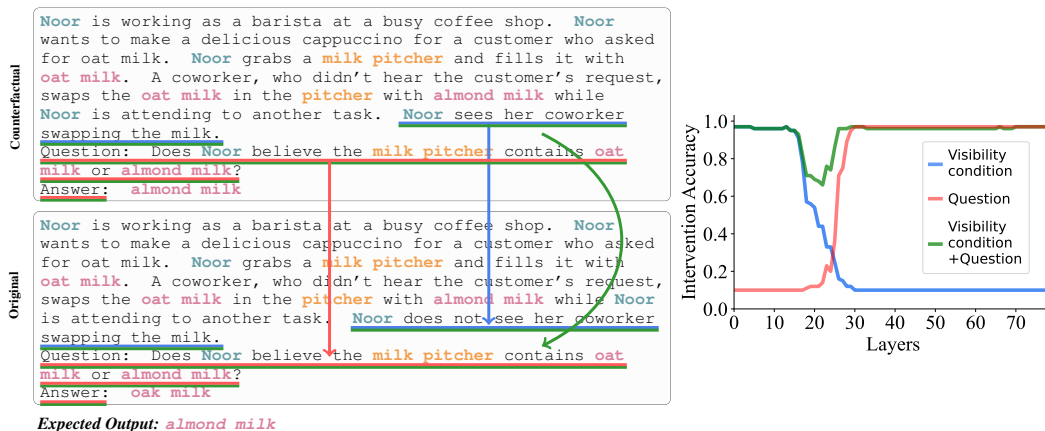 Counterfactual
Noor is working as a barista at a busy coffee shop. Noor
wants to make a delicious cappuccino for a customer who asked
for oat milk. Noor grabs a milk pitcher and fills it with
oat milk. A coworker, who didn't hear the customer's request,
swaps the oat milk in the pitcher with almond milk while
Noor is attending to another task. Noor sees her coworker
swapping the milk.
Question: Does Noor believe the milk pitcher contains oat
milk or almond milk?
Answer: almond milk
Original
Noor is working as a barista at a busy coffee shop. Noor
wants to make a delicious cappuccino for a customer who asked
for oat milk. Noor grabs a milk pitcher and fills it with
oat milk. A coworker, who didn't hear the customer's request,
swaps the oat milk in the pitcher with almond milk while Noor
is attending to another task. Noor does not see her coworker
swapping the milk.
Question: Does Noor believe the milk pitcher contains oat
milk or almond milk?
Answer: oak milk
Expected Output: almond milk
Intervention Accuracy
1.0
0.8
0.6
0.4
0.2
0.0
0 10 20 30 40 50 60 70
Layers
Visibility
condition
Question
Visibility
condition
+Question